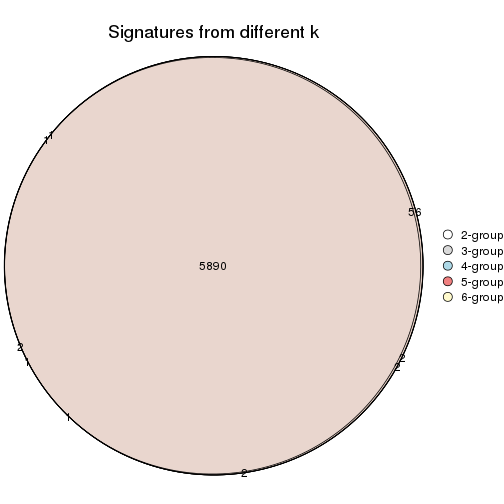 Signatures from different k
1
1
56
5890
2
1
1
2
2
2
2-group
3-group
4-group
5-group
6-group